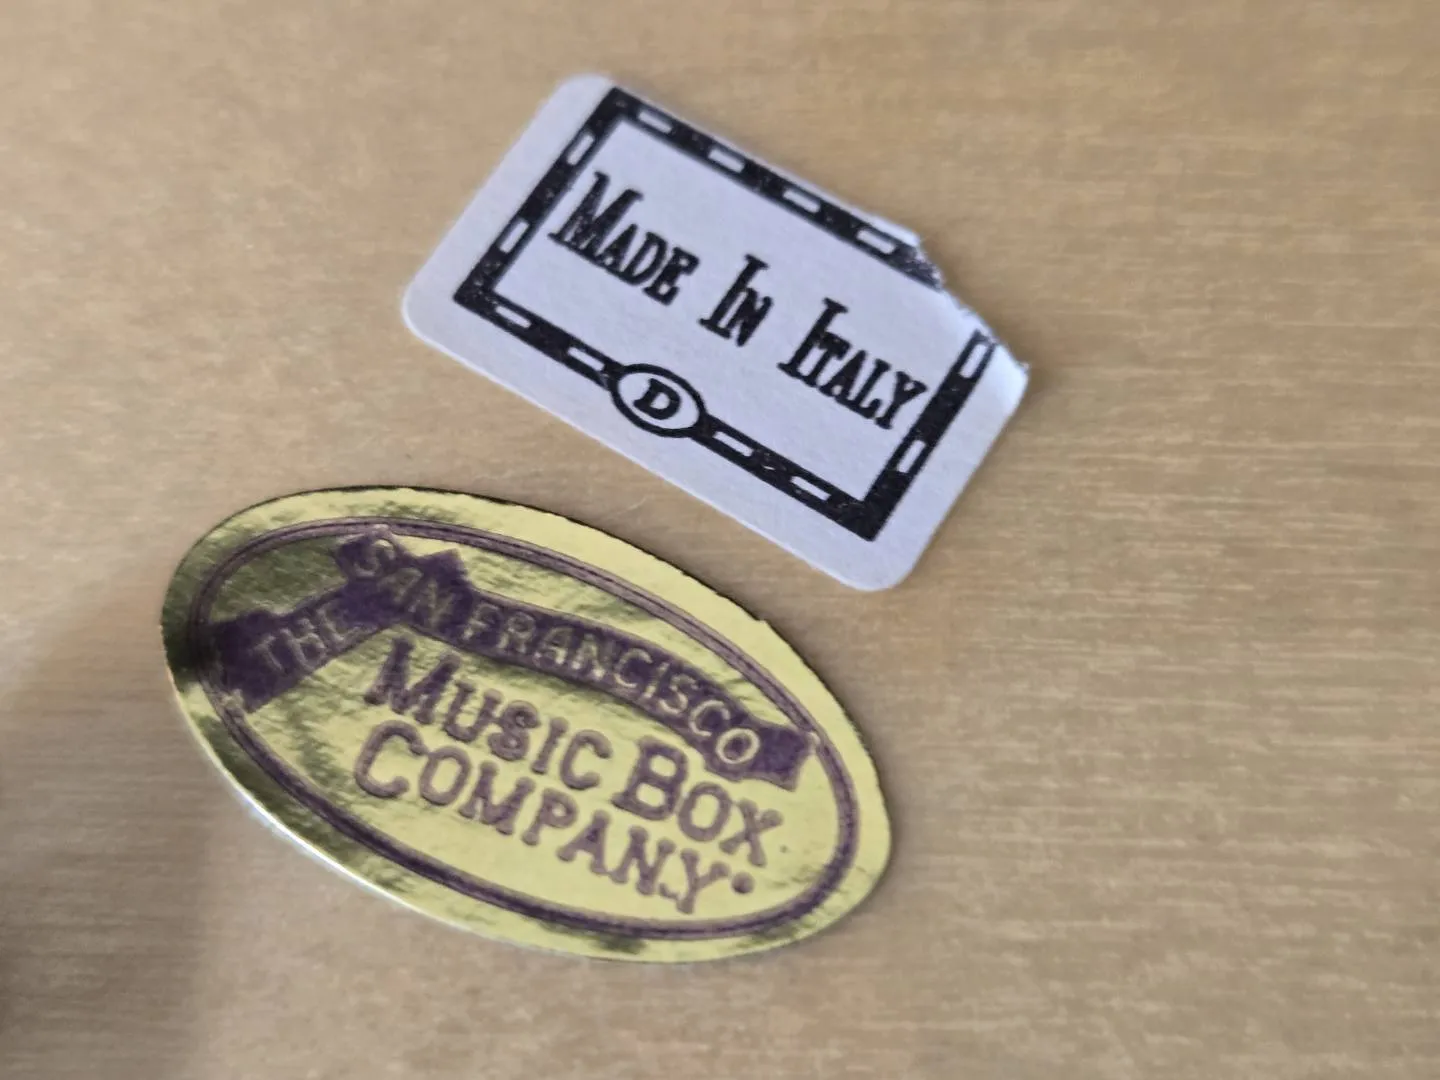 MADE IN ITALY
D
THE SAN FRANCISCO
MUSIC BOX
COMPANY